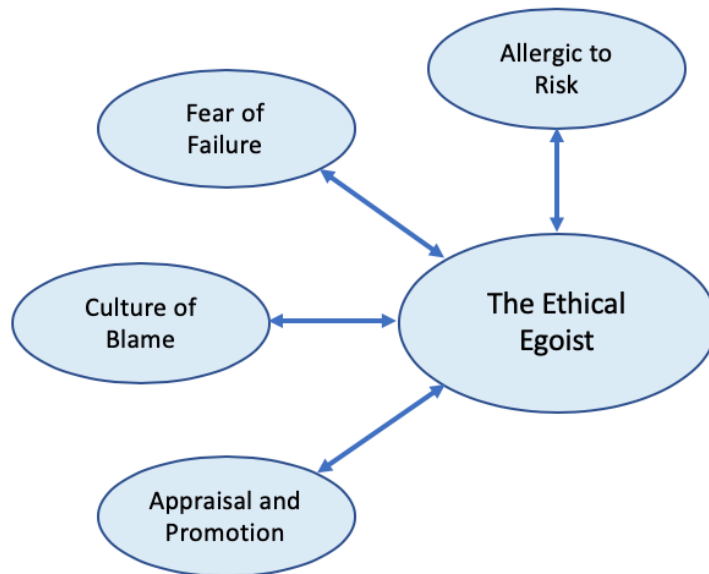 Allergic to
Risk
Fear of
Failure
The Ethical
Egoist
Culture of
Blame
Appraisal and
Promotion